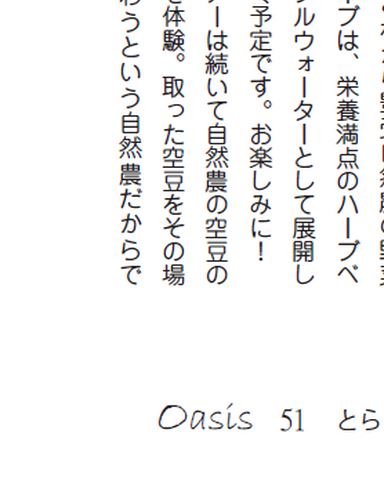 ーブは、栄養満点のハーブベ
ルウォーターとして展開し
予定です。お楽しみに！
ーは続いて自然農の空豆の
体験。取った空豆をその場
わうという自然農だからで
Oasis 51 とら